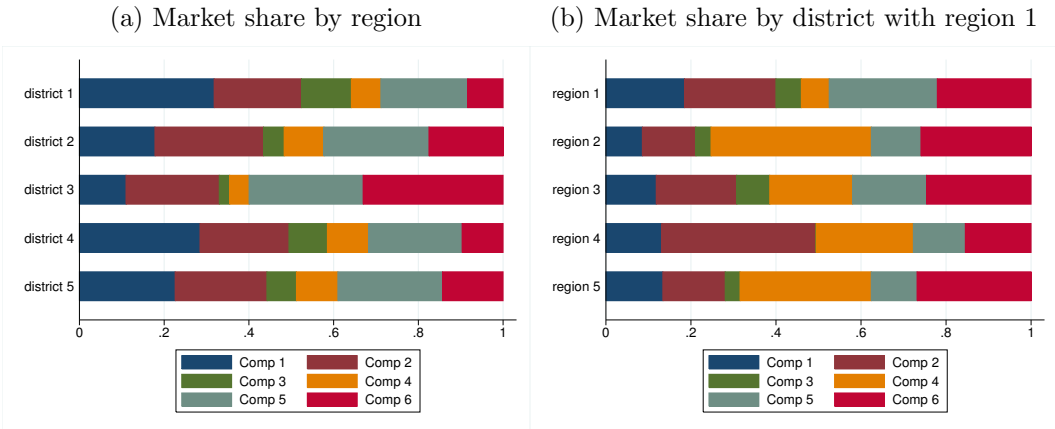 (a) Market share by region
district 1
district 2
district 3
district 4
district 5
0 .2 .4 .6 .8 1
Comp 1 Comp 2
Comp 3 Comp 4
Comp 5 Comp 6
(b) Market share by district with region 1
region 1
region 2
region 3
region 4
region 5
0 .2 .4 .6 .8 1
Comp 1 Comp 2
Comp 3 Comp 4
Comp 5 Comp 6